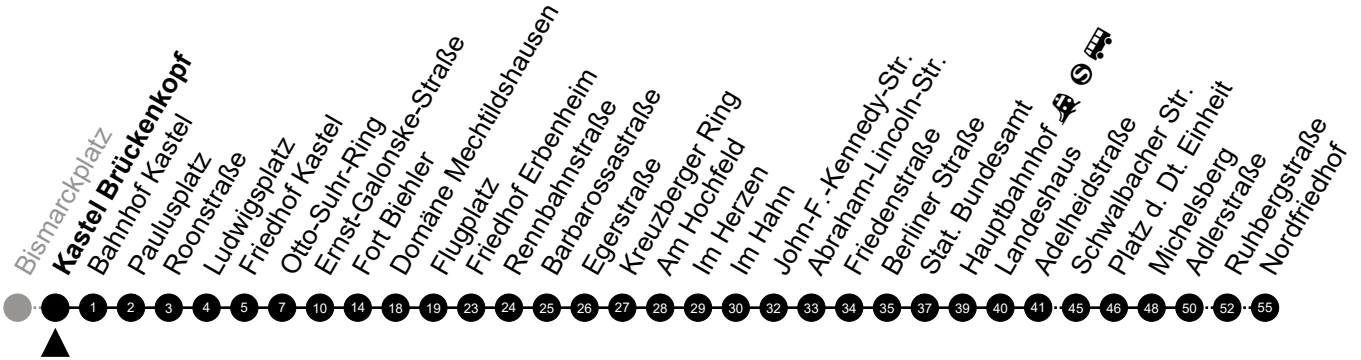 Bismarckplatz
Kastel Brückenkopf
Bahnhof Kastel
Paulusplatz
Roonstraße
Ludwigsplatz
Friedhof Kastel
Otto-Suhr-Ring
Ernst-Galonske-Straße
Fort Biehler
Domäne Mechtildshausen
Flugplatz
Friedhof Erbenheim
Rennbahnstraße
Barbarossastraße
Egerstraße
Kreuzberger Ring
Am Hochfeld
Im Herzen
Im Hahn
John-F.-Kennedy-Str.
Abraham-Lincoln-Str.
Friedenstraße
Berliner Straße
Stat. Bundesamt
Hauptbahnhof S
Landeshaus
Adelheidstraße
Schwalbacher Str.
Platz d. Dt. Einheit
Michelsberg
Adlerstraße
Ruhbergstraße
Nordfriedhof
1 2 3 4 5 7 10 14 18 19 23 24 25 26 27 28 29 30 32 33 34 35 37 39 40 41 45 46 48 50 52 55